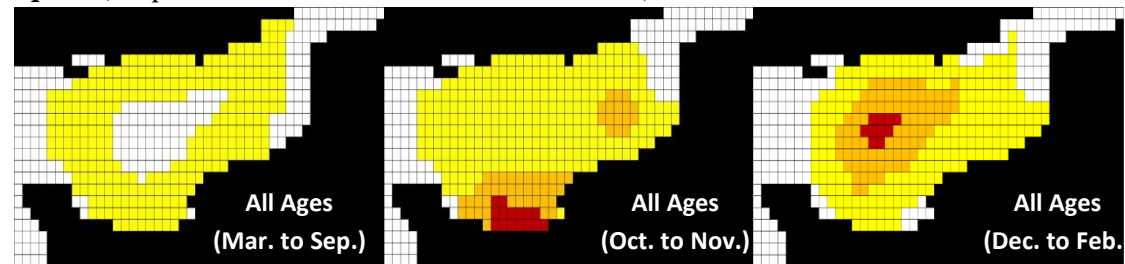 All Ages
(Mar. to Sep.)
All Ages
(Oct. to Nov.)
All Ages
(Dec. to Feb.